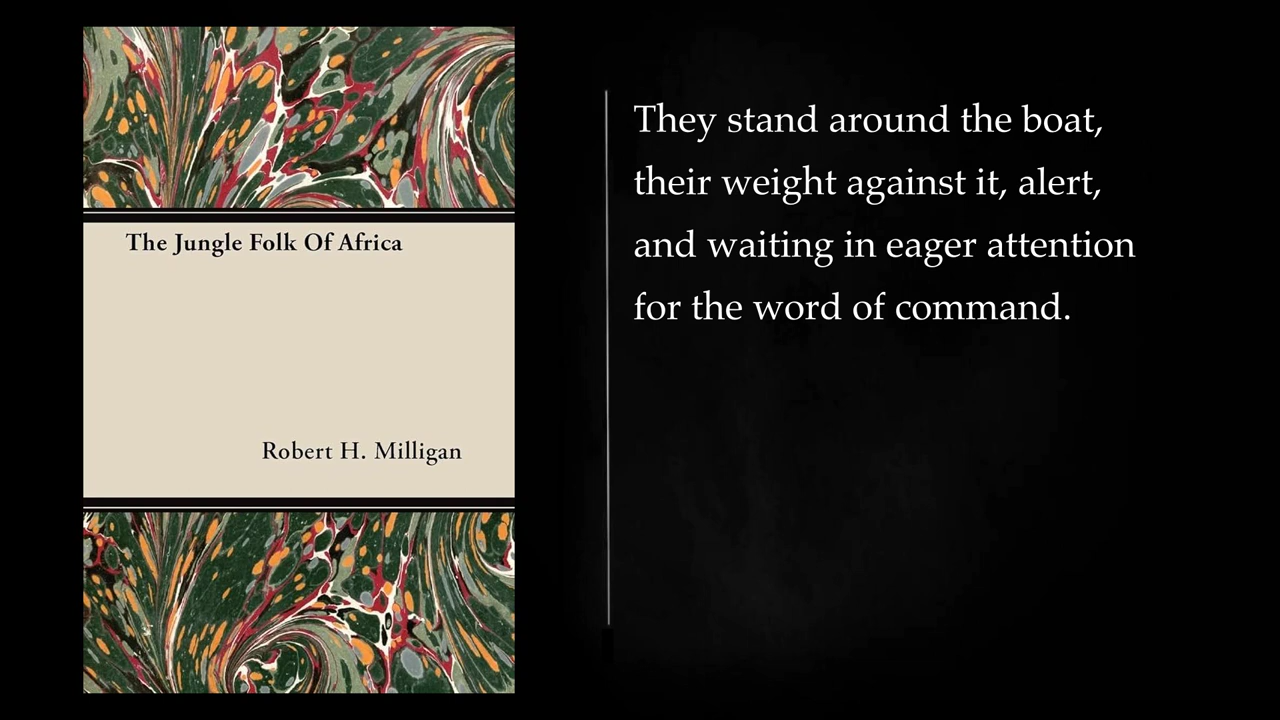 The Jungle Folk Of Africa
Robert H. Milligan
They stand around the boat,
their weight against it, alert,
and waiting in eager attention
for the word of command.